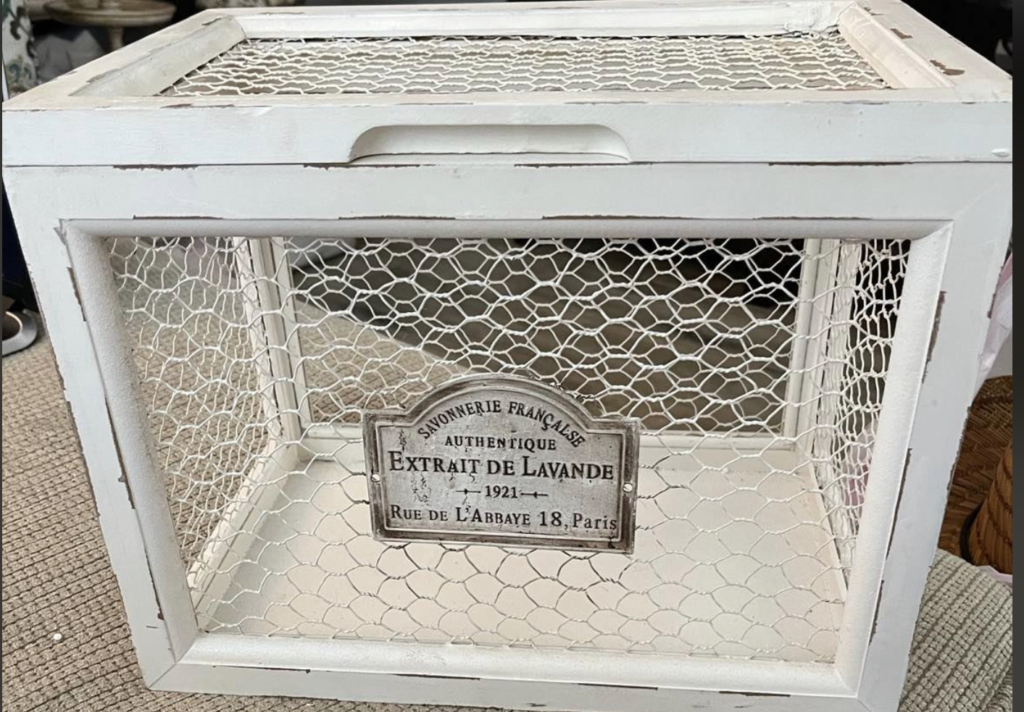 SAVONNERIE FRANÇALSE
AUTHENTIQUE
EXTRAIT DE LAVANDE
1921
RUE DE L'ABBAYE 18, Paris